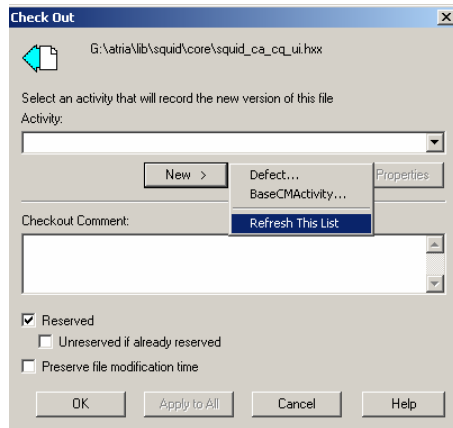 Check Out
G:\atria\lib\squid\core\squid_ca_cq_ui.hxx
Select an activity that will record the new version of this file
Activity:
New >
Defect...
Properties
BaseCMActivity...
Refresh This List
Checkout Comment:
Reserved
Unreserved if already reserved
Preserve file modification time
OK
Apply to All
Cancel
Help